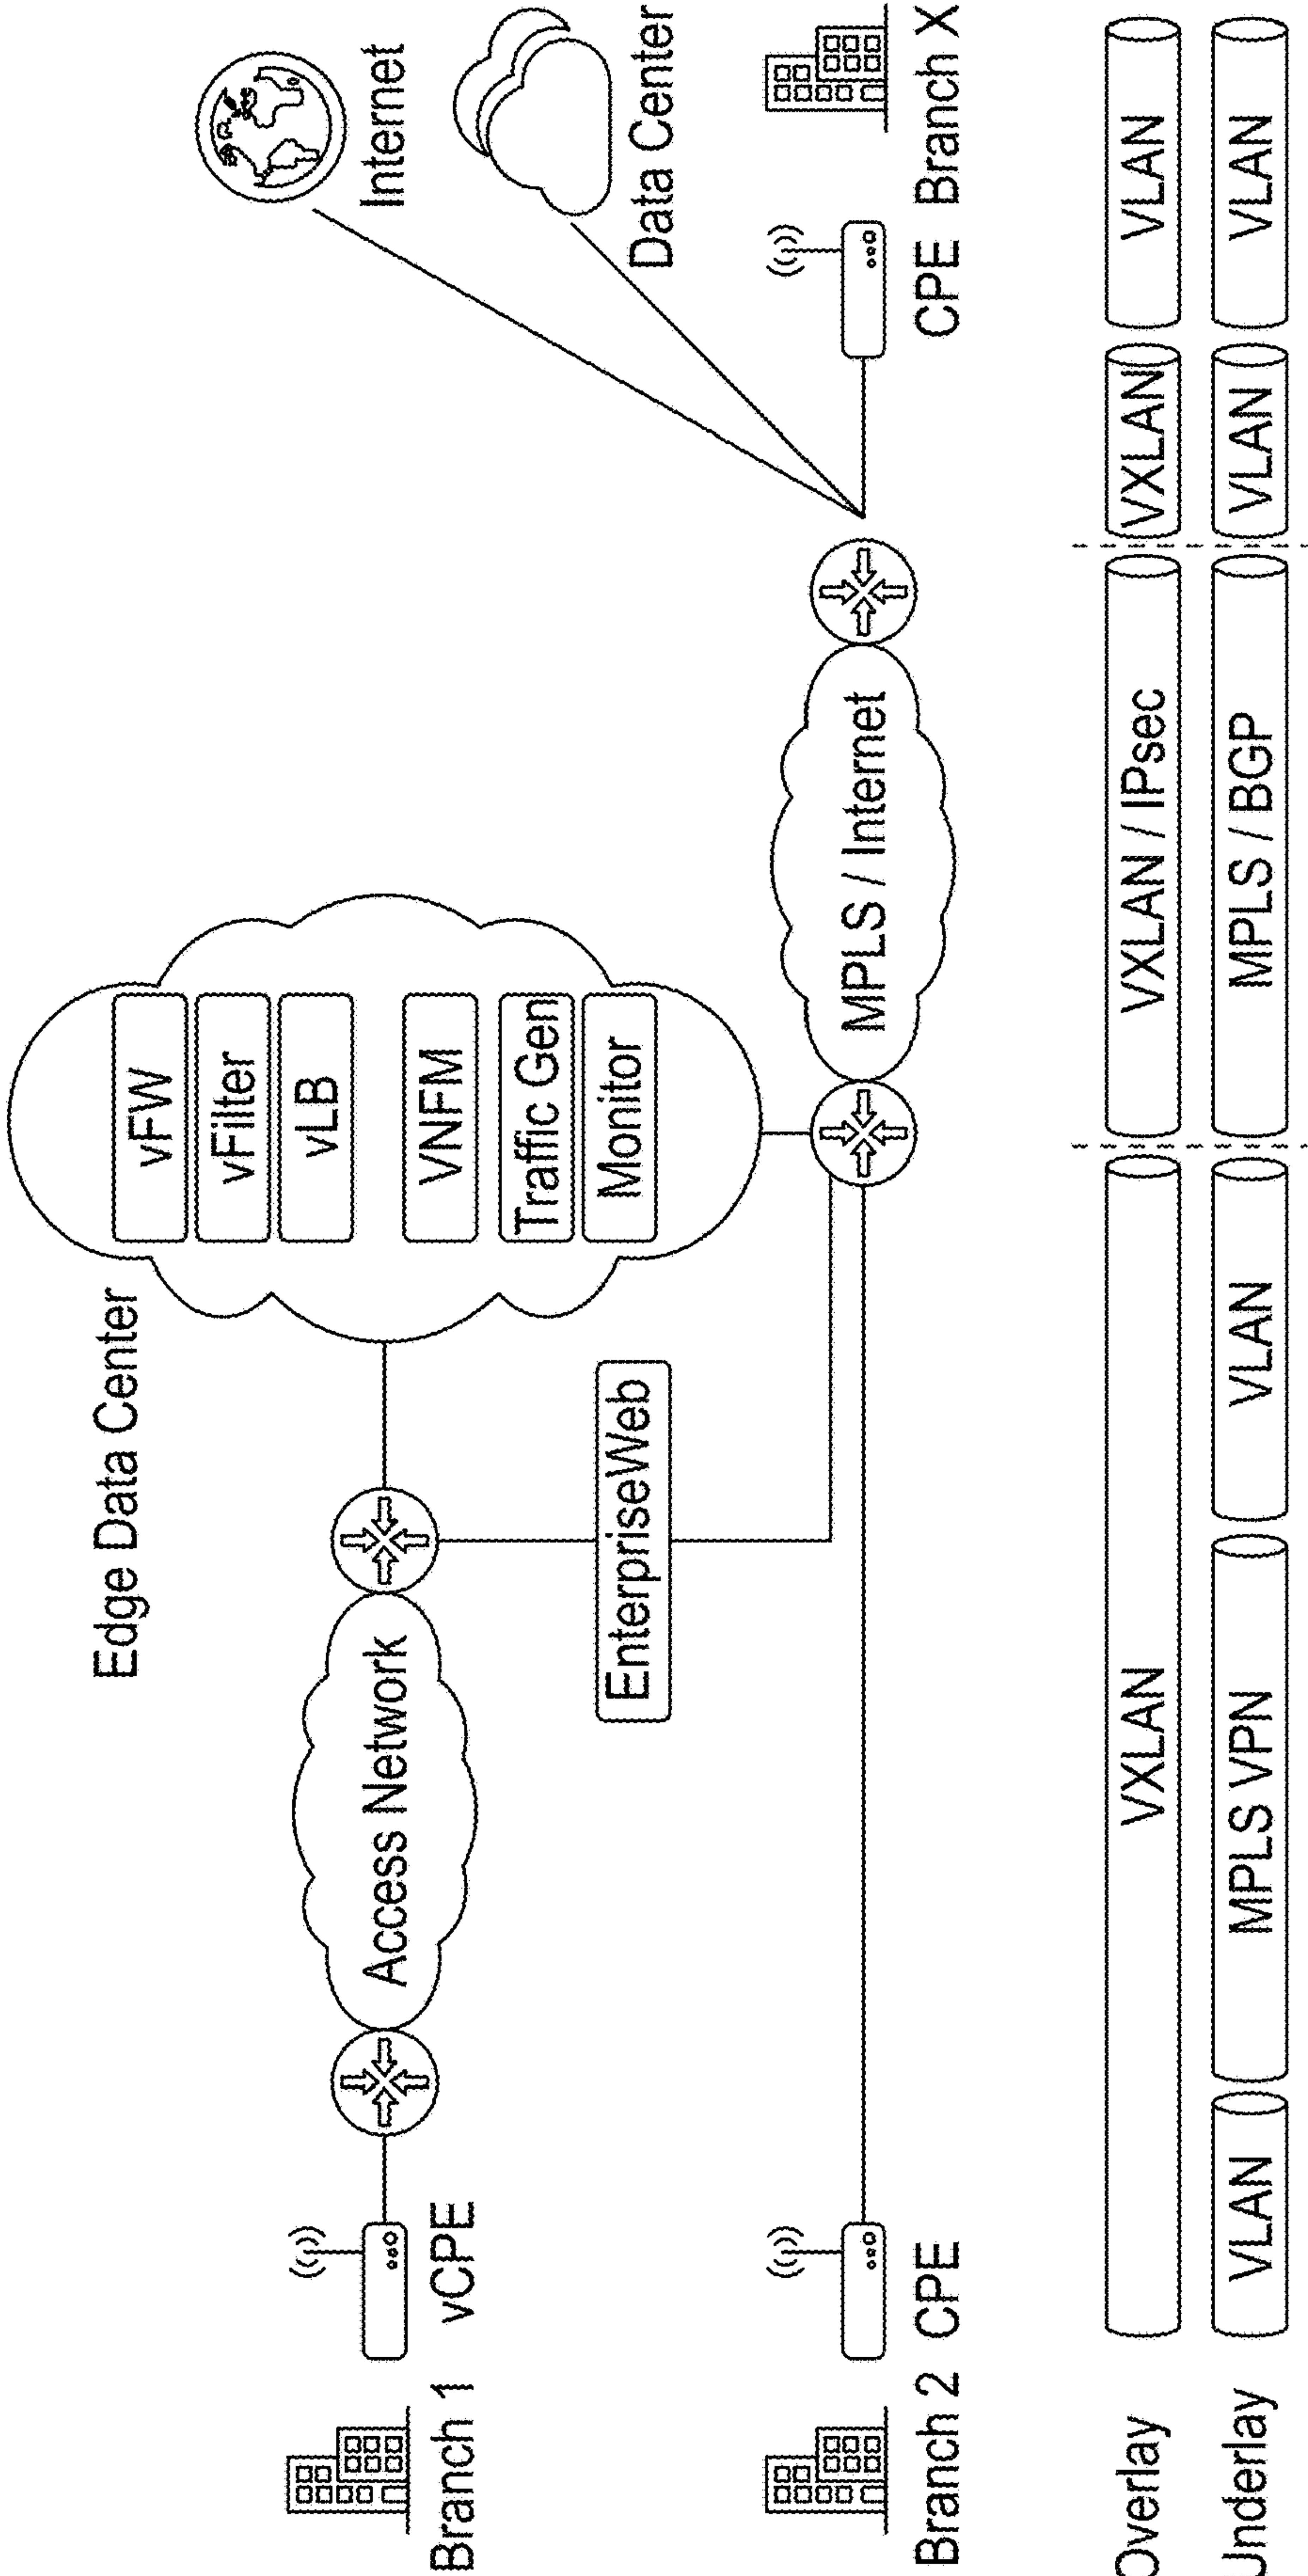 Edge Data Center
vFW
vFilter
vLB
VNFM
Traffic Gen
Monitor
Internet
Data Center
Access Network
Branch 1
vCPE
EnterpriseWeb
MPLS / Internet
Branch 2
CPE
CPE
Branch X
Overlay
VXLAN
VXLAN / IPsec
VXLAN
VLAN
Underlay
VLAN
MPLS VPN
VLAN
MPLS / BGP
VLAN
VLAN